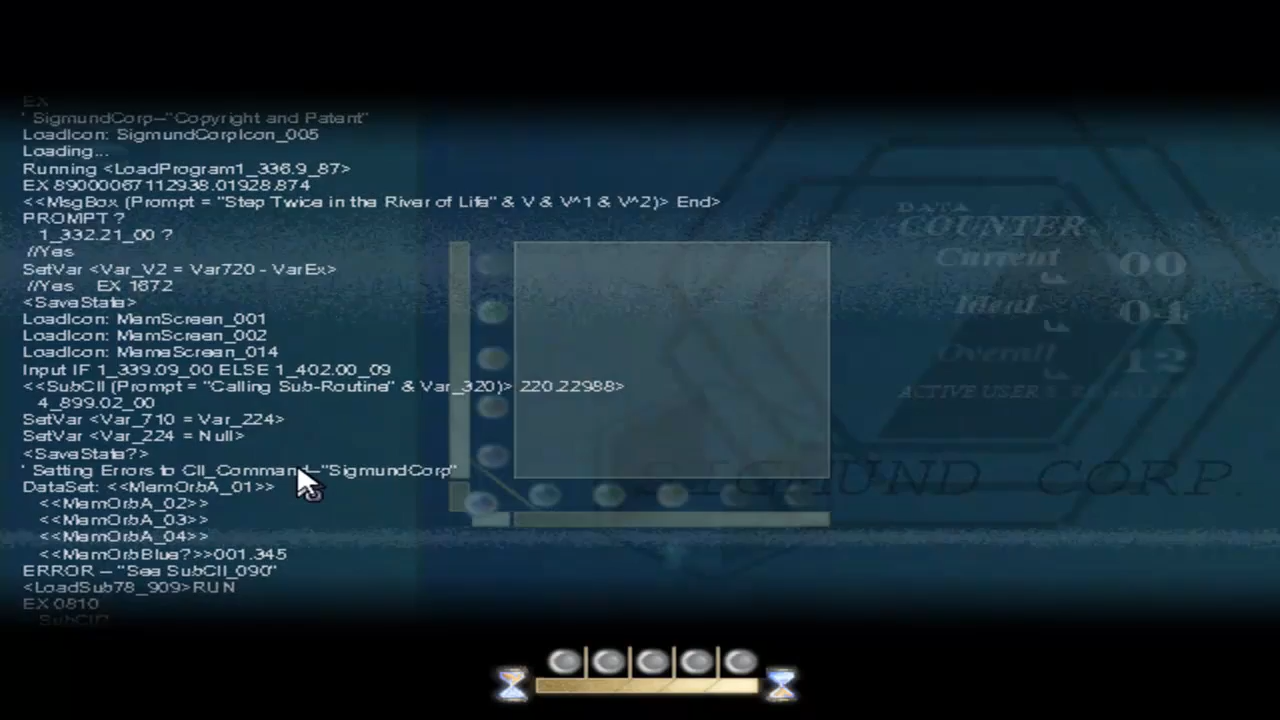 EX
' SigmundCorp-"Copyright and Patent"
LoadIcon: SigmundCorpIcon_005
Loading...
Running <LoadProgram1_336.9_87>
EX 89000067112938.01928.874
<<MsgBox (Prompt = "Step Twice in the River of Life" & V & V^1 & V^2)> End>
PROMPT ?
1_332.21_00 ?
//Yes
SetVar <Var_V2 = Var720 - VarEx>
//Yes EX 167.2
<SaveState>
LoadIcon: MemScreen_001
LoadIcon: MemScreen_002
LoadIcon: MemeScreen_014
Input IF 1_339.09_00 ELSE 1_402.00_09
<<SubCll (Prompt = "Calling Sub-Routine" & Var_320)> 220.22988>
4_899.02_00
SetVar <Var_710 = Var_224>
SetVar <Var_224 = Null>
<SaveState?>
' Setting Errors to Cll_Command-"SigmundCorp"
DataSet: <<MemOrbA_01>>
<<MemOrbA_02>>
<<MemOrbA_03>>
<<MemOrbA_04>>
<<MemOrbBlue?>>001.345
ERROR – "See SubCll_090"
<LoadSub78_909>RUN
EX 0810
SubCll?
DATA
COUNTER
Current 00
Ideal 04
Overall 12
ACTIVE USER
SIGMUND CORP.